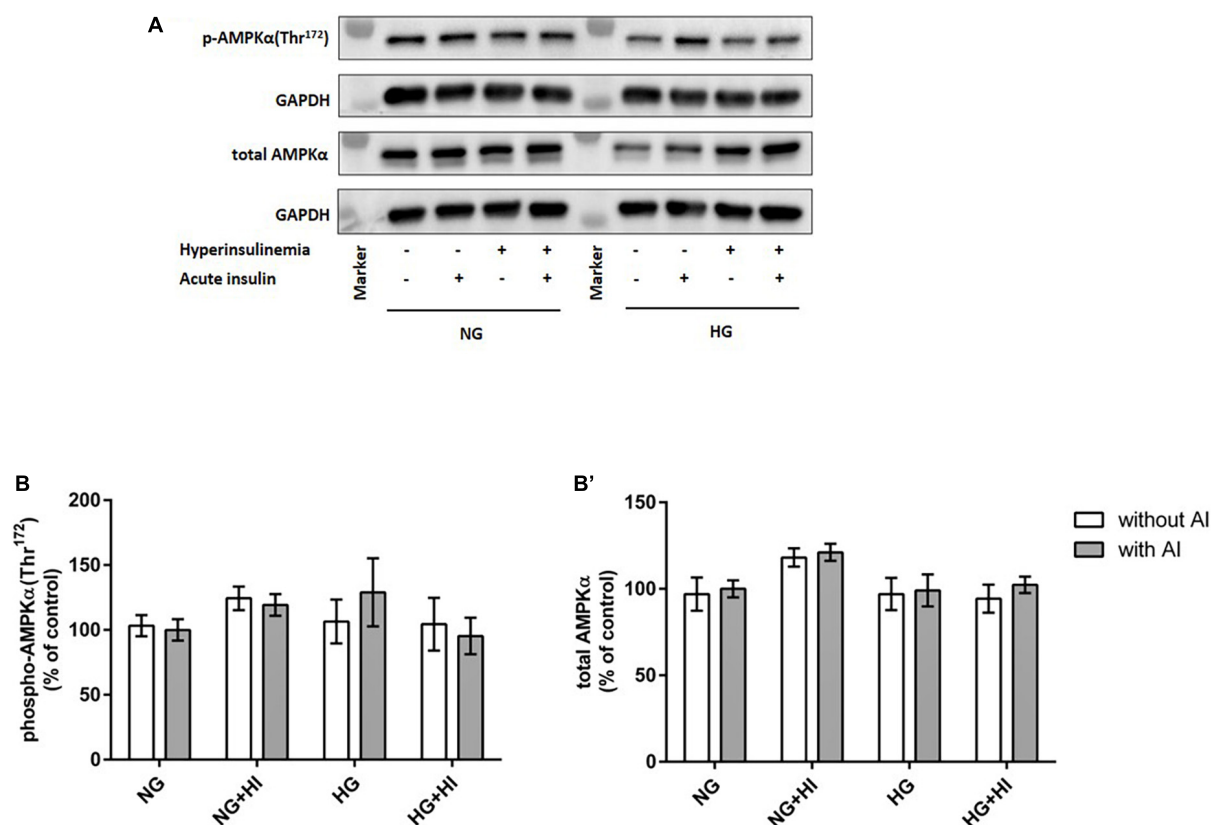 A
p-AMPKα(Thr¹⁷²)
GAPDH
total AMPKα
GAPDH
Hyperinsulinemia - - + + - - + +
Acute insulin - + - + - + - +
Marker
Marker
NG HG
B
phospho-AMPKα(Thr¹⁷²)
(% of control)
200
150
100
50
0
NG NG+HI HG HG+HI
B'
total AMPKα
(% of control)
150
100
50
0
NG NG+HI HG HG+HI
without AI
with AI